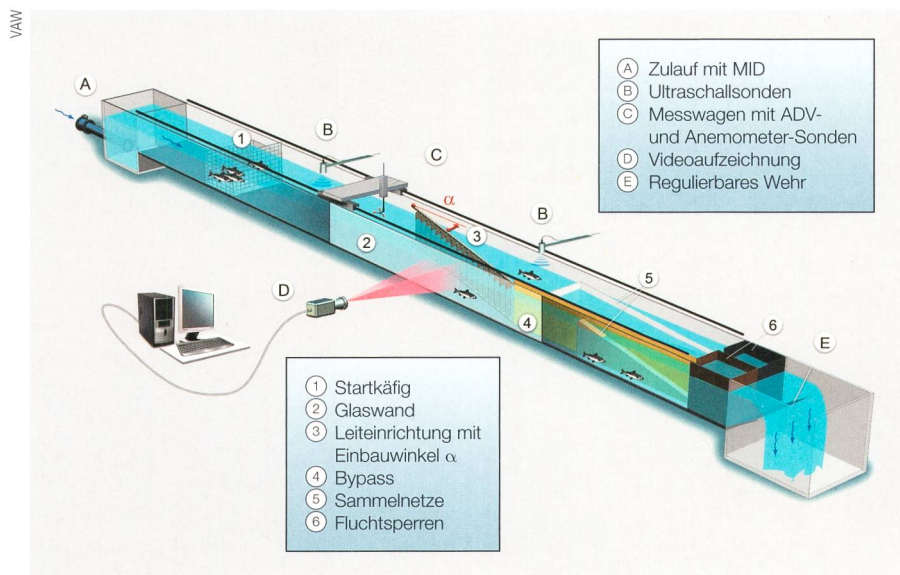 VAW
A
B
C
1
α
B
2
3
5
D
4
6
E
A Zulauf mit MID
B Ultraschallsonden
C Messwagen mit ADV-
und Anemometer-Sonden
D Videoaufzeichnung
E Regulierbares Wehr
1 Startkäfig
2 Glaswand
3 Leiteinrichtung mit
Einbauwinkel α
4 Bypass
5 Sammelnetze
6 Fluchtsperren